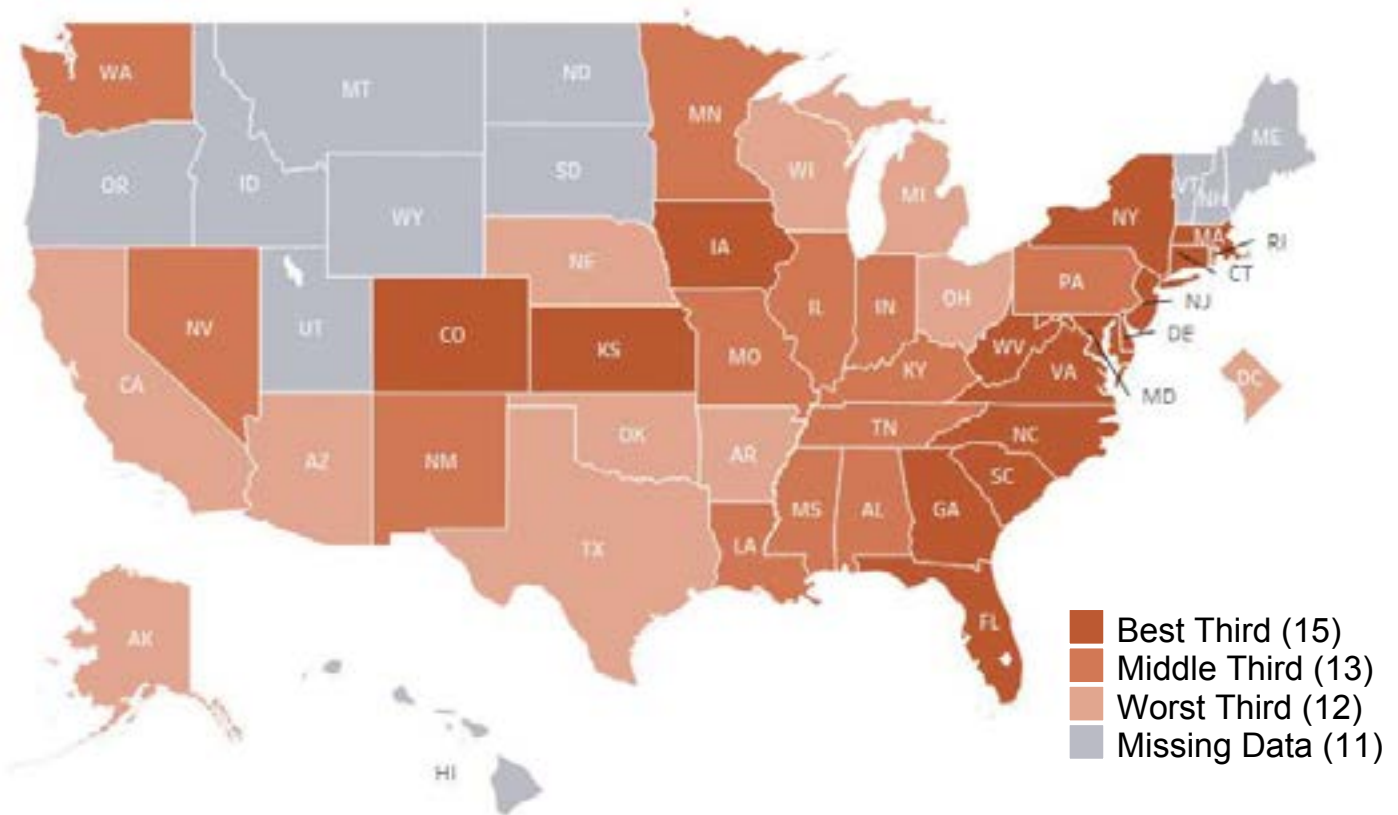 WA
MT
ND
MN
ME
OR
ID
SD
WI
VT
NH
WY
MI
NY
MA
RI
IA
CT
NE
PA
NJ
NV
UT
CO
IL
IN
OH
DE
KS
WV
CA
MO
KY
VA
DC
MD
TN
NC
AZ
NM
OK
AR
SC
MS
AL
GA
TX
LA
FL
AK
HI
Best Third (15)
Middle Third (13)
Worst Third (12)
Missing Data (11)